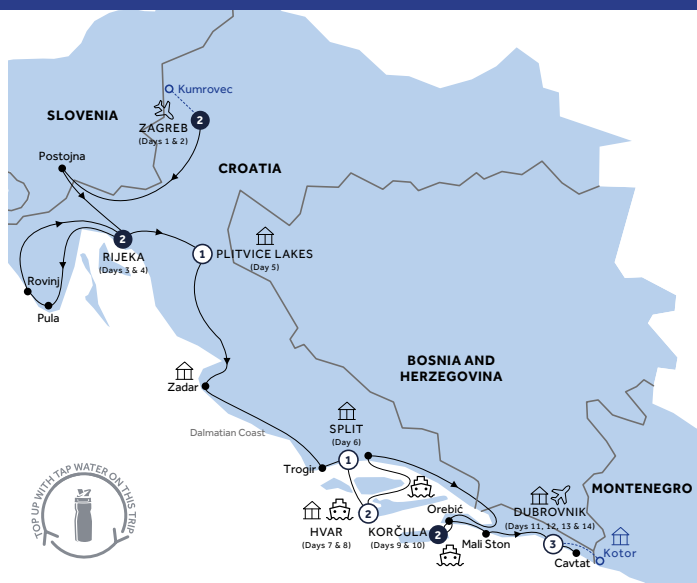 Kumrovec
SLOVENIA
2
ZAGREB
(Days 1 & 2)
Postojna
CROATIA
2
RIJEKA
(Days 3 & 4)
1
PLITVICE LAKES
(Day 5)
Rovinj
Pula
BOSNIA AND
HERZEGOVINA
Zadar
Dalmatian Coast
SPLIT
(Day 6)
1
Trogir
TOP UP WITH TAP WATER ON THIS TRIP
MONTENEGRO
2
HVAR
(Days 7 & 8)
Orebić
KORČULA
(Days 9 & 10)
2
Mali Ston
DUBROVNIK
(Days 11, 12, 13 & 14)
3
Cavtat
Kotor